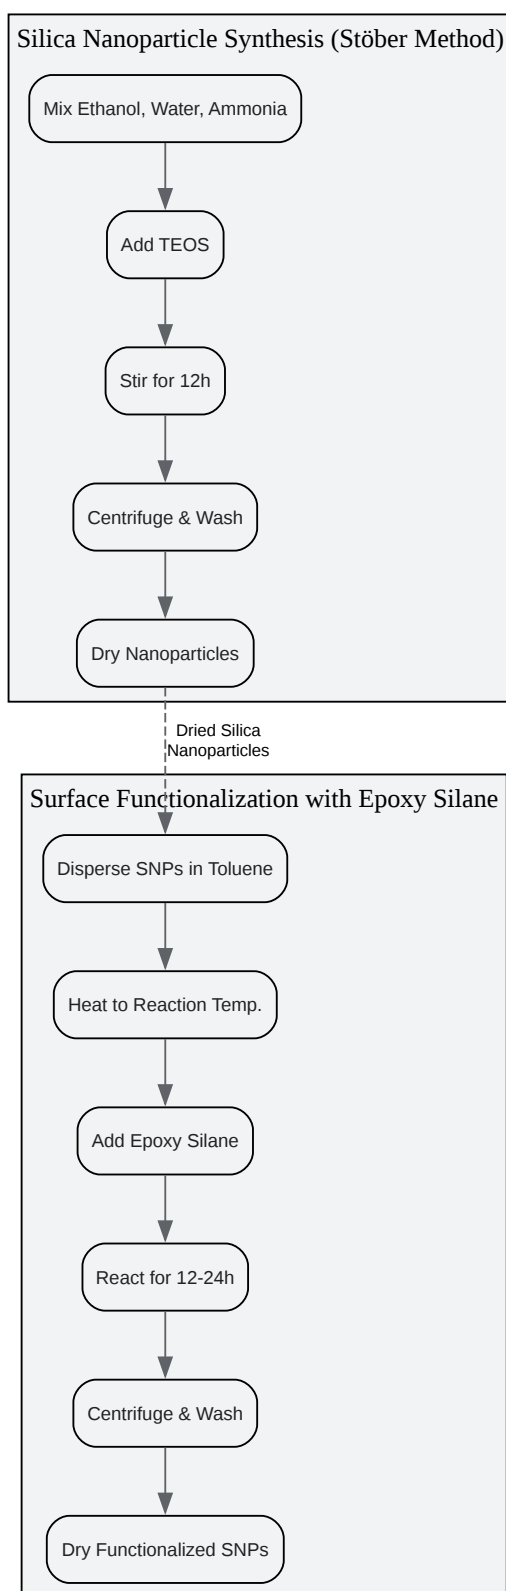 Silica Nanoparticle Synthesis (Stöber Method)
Mix Ethanol, Water, Ammonia
Add TEOS
Stir for 12h
Centrifuge & Wash
Dry Nanoparticles
Dried Silica
Nanoparticles
Surface Functionalization with Epoxy Silane
Disperse SNPs in Toluene
Heat to Reaction Temp.
Add Epoxy Silane
React for 12-24h
Centrifuge & Wash
Dry Functionalized SNPs